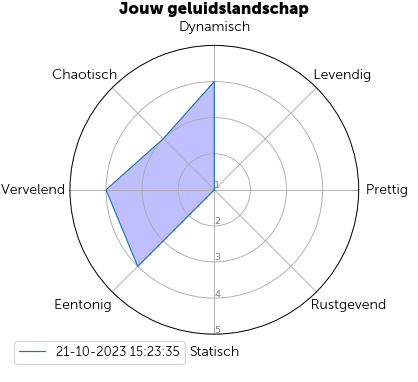 Jouw geluidslandschap
Dynamisch
Chaotisch
Levendig
Vervelend
Prettig
1
2
3
4
5
Eentonig
Rustgevend
21-10-2023 15:23:35
Statisch